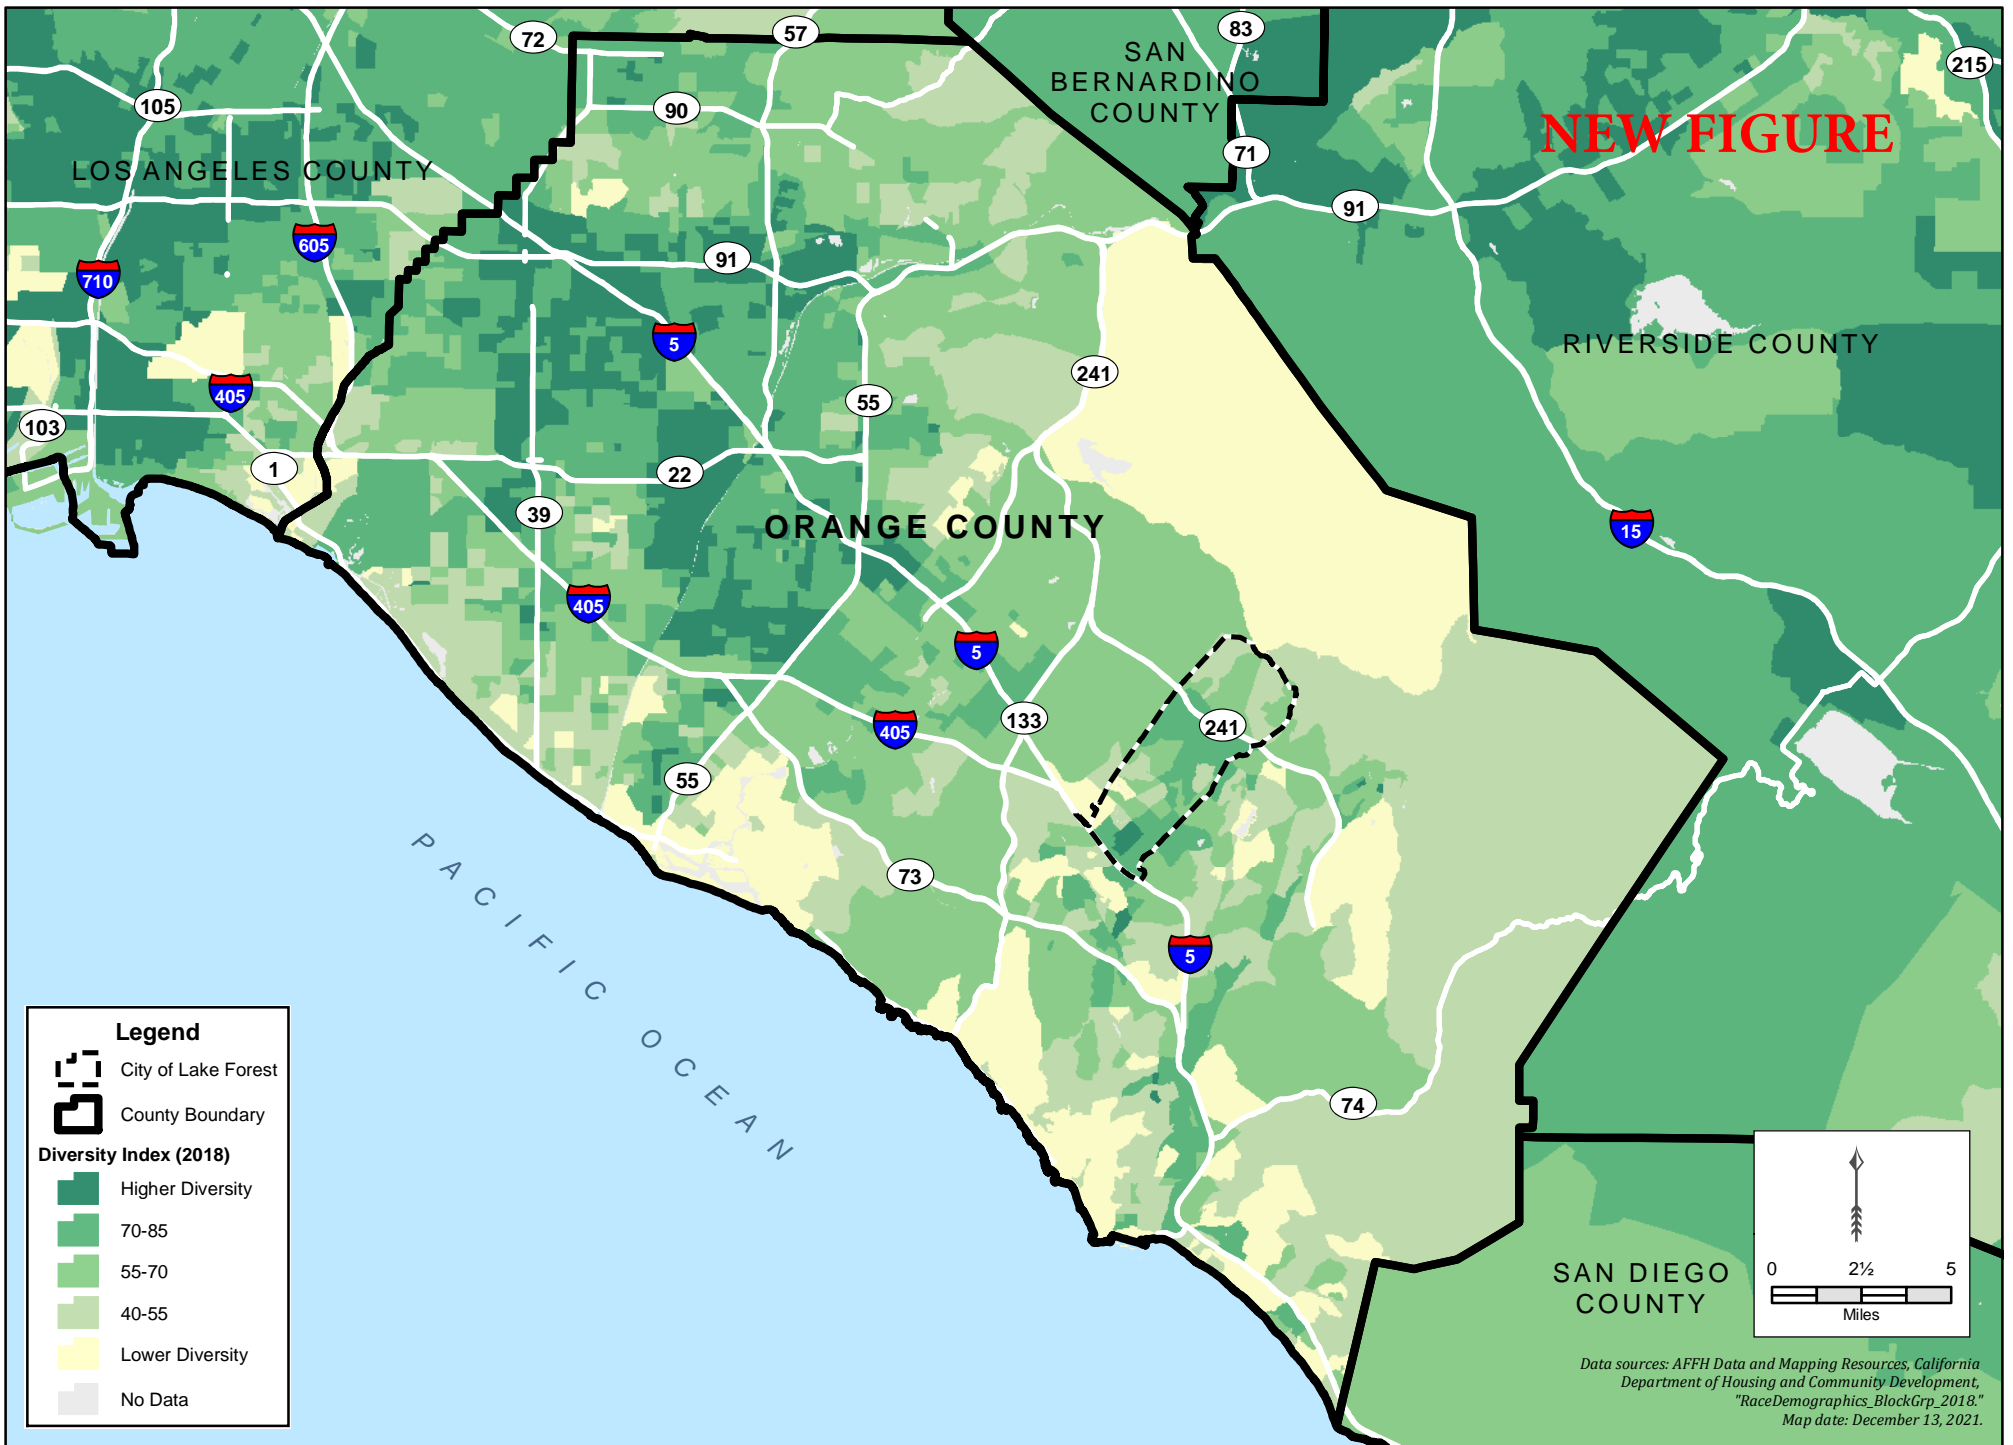 72
57
83
SAN
BERNARDINO
COUNTY
215
105
90
NEW FIGURE
71
LOS ANGELES COUNTY
91
605
91
710
5
RIVERSIDE COUNTY
241
405
55
103
1
22
39
ORANGE COUNTY
15
405
5
133
405
241
55
73
PACIFIC OCEAN
5
74
Legend
City of Lake Forest
County Boundary
Diversity Index (2018)
Higher Diversity
70-85
55-70
40-55
Lower Diversity
No Data
SAN DIEGO
COUNTY
0 2½ 5
Miles
Data sources: AFFH Data and Mapping Resources, California
Department of Housing and Community Development,
"RaceDemographics_BlockGrp_2018."
Map date: December 13, 2021.